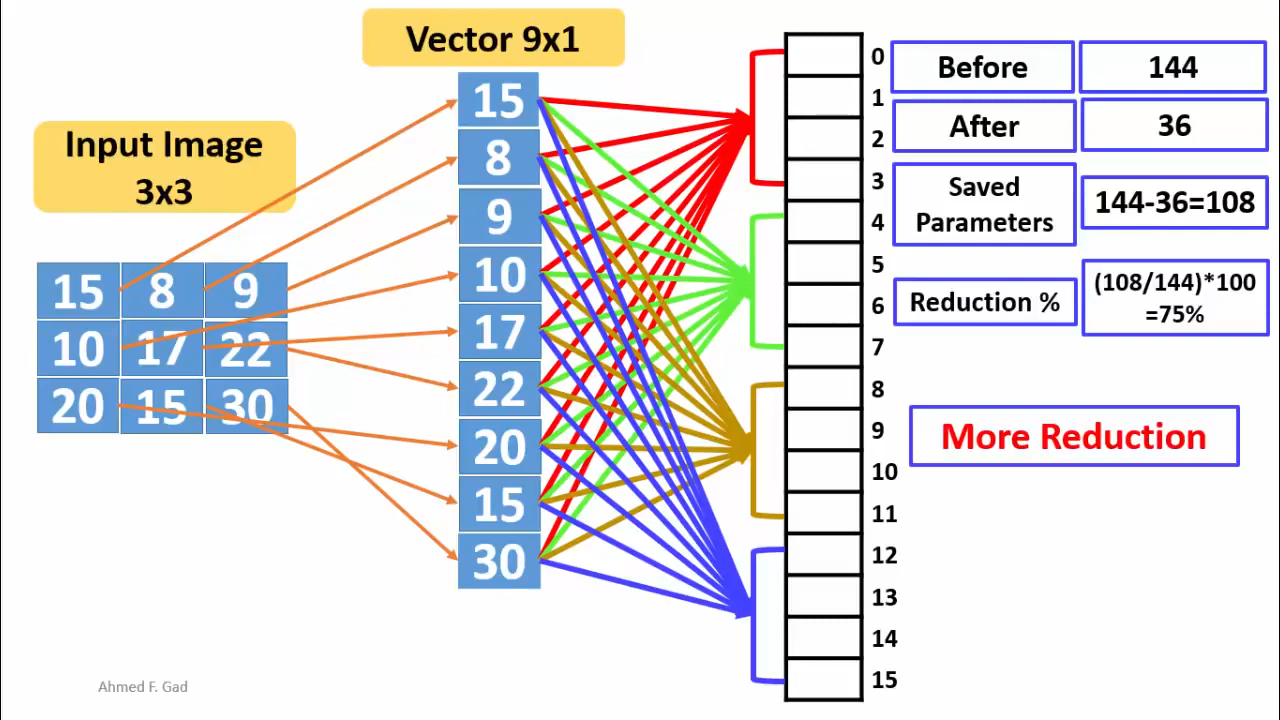 Vector 9x1
Input Image
3x3
15 8 9
10 17 22
20 15 30
15
8
9
10
17
22
20
15
30
0
1
2
3
4
5
6
7
8
9
10
11
12
13
14
15
Before 144
After 36
Saved
Parameters
144-36=108
Reduction %
(108/144)*100
=75%
More Reduction
Ahmed F. Gad